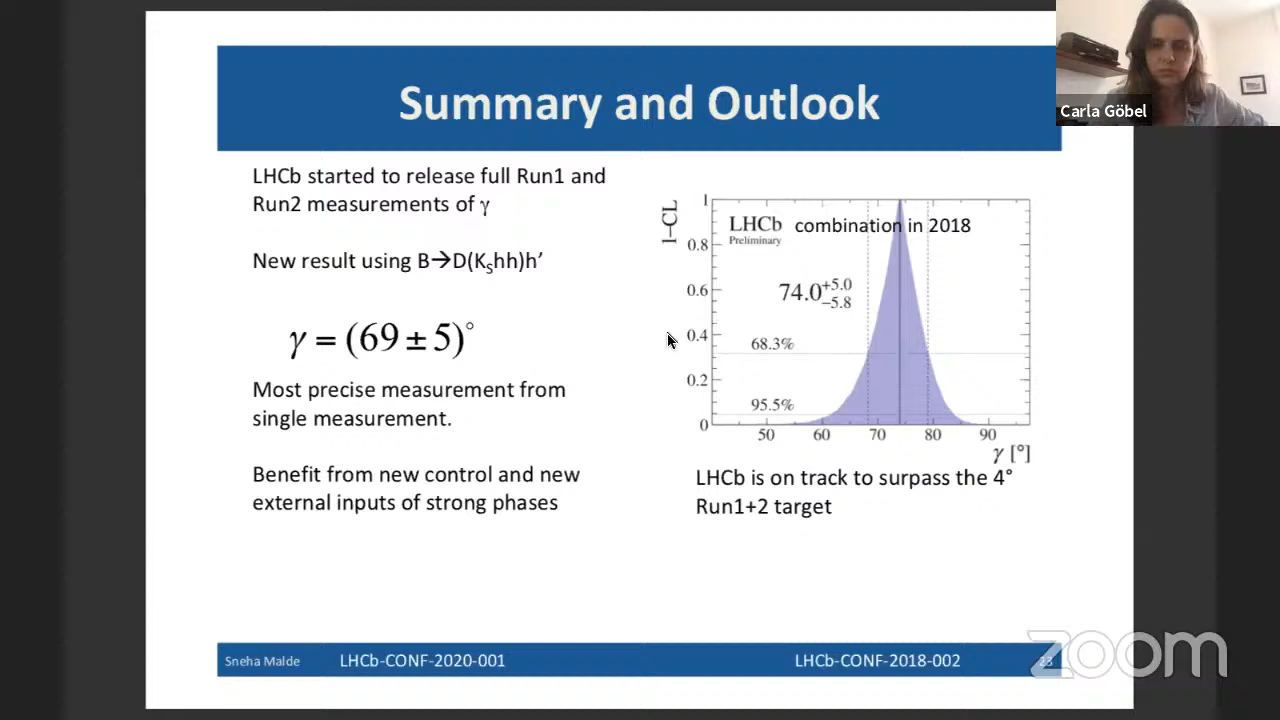 Summary and Outlook
Carla Göbel
LHCb started to release full Run1 and
Run2 measurements of γ
New result using B→D(KShh)h’
γ = (69 ± 5)°
Most precise measurement from
single measurement.
Benefit from new control and new
external inputs of strong phases
1–CL
1
0.8
0.6
0.4
0.2
0
LHCb combination in 2018
Preliminary
74.0+5.0
–5.8
68.3%
95.5%
50 60 70 80 90
γ [°]
LHCb is on track to surpass the 4°
Run1+2 target
Sneha Malde LHCb-CONF-2020-001 LHCb-CONF-2018-002 23
zoom